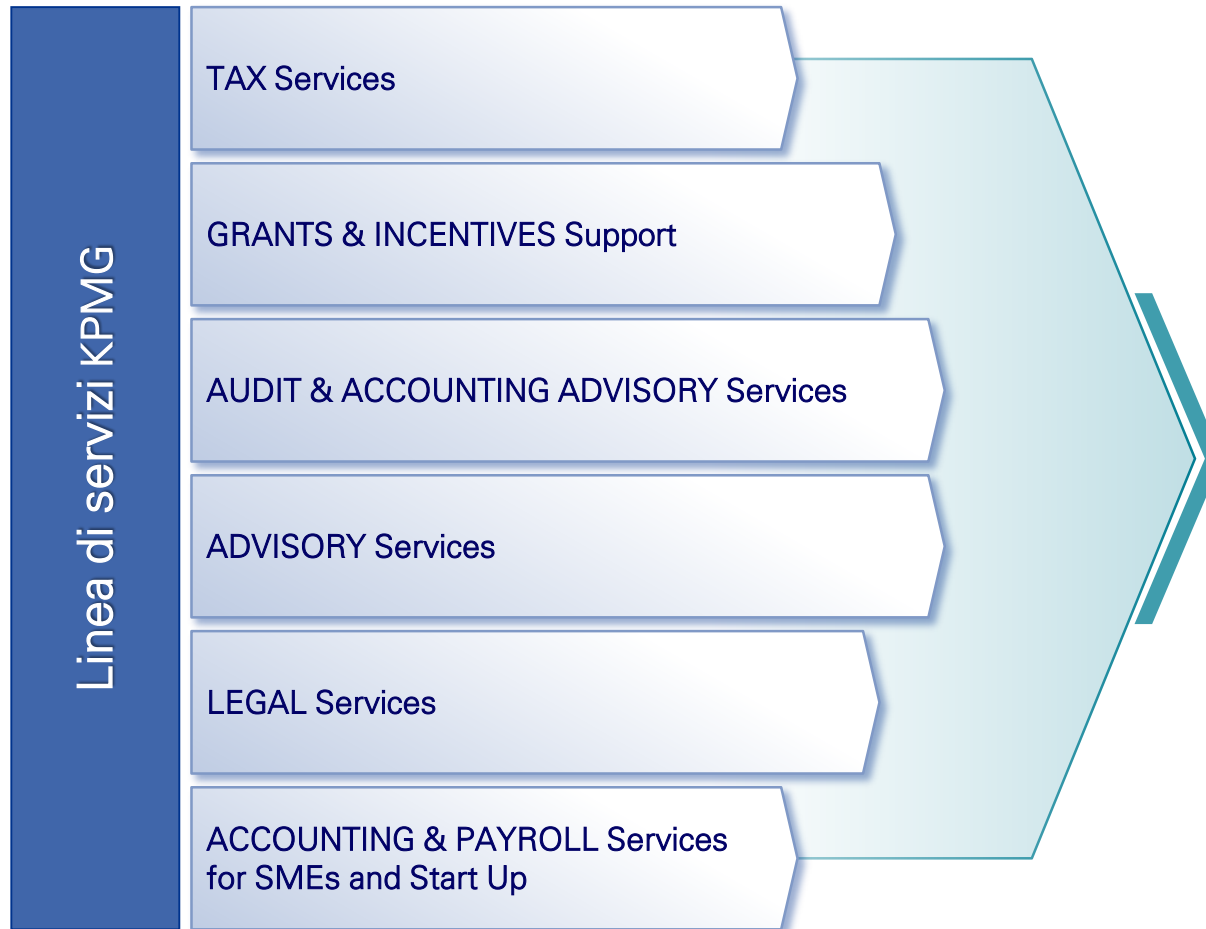 Linea di servizi KPMG
TAX Services
GRANTS & INCENTIVES Support
AUDIT & ACCOUNTING ADVISORY Services
ADVISORY Services
LEGAL Services
ACCOUNTING & PAYROLL Services
for SMEs and Start Up